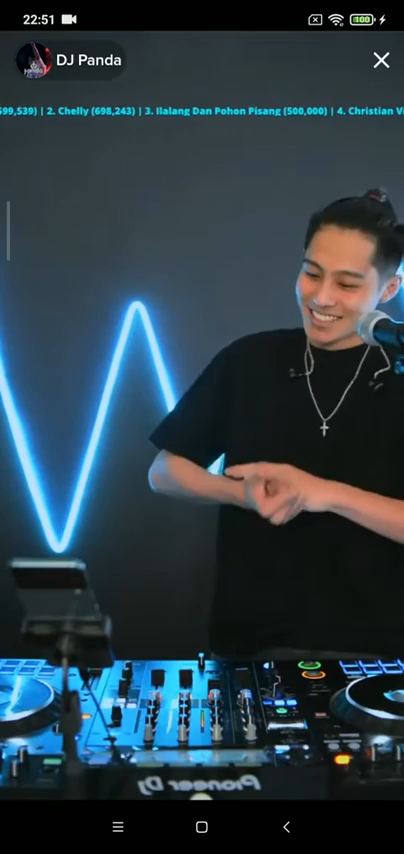 22:51
100
DJ Panda
599,539) | 2. Chelly (698,243) | 3. Ilalang Dan Pohon Pisang (500,000) | 4. Christian Vi
Pioneer Dj